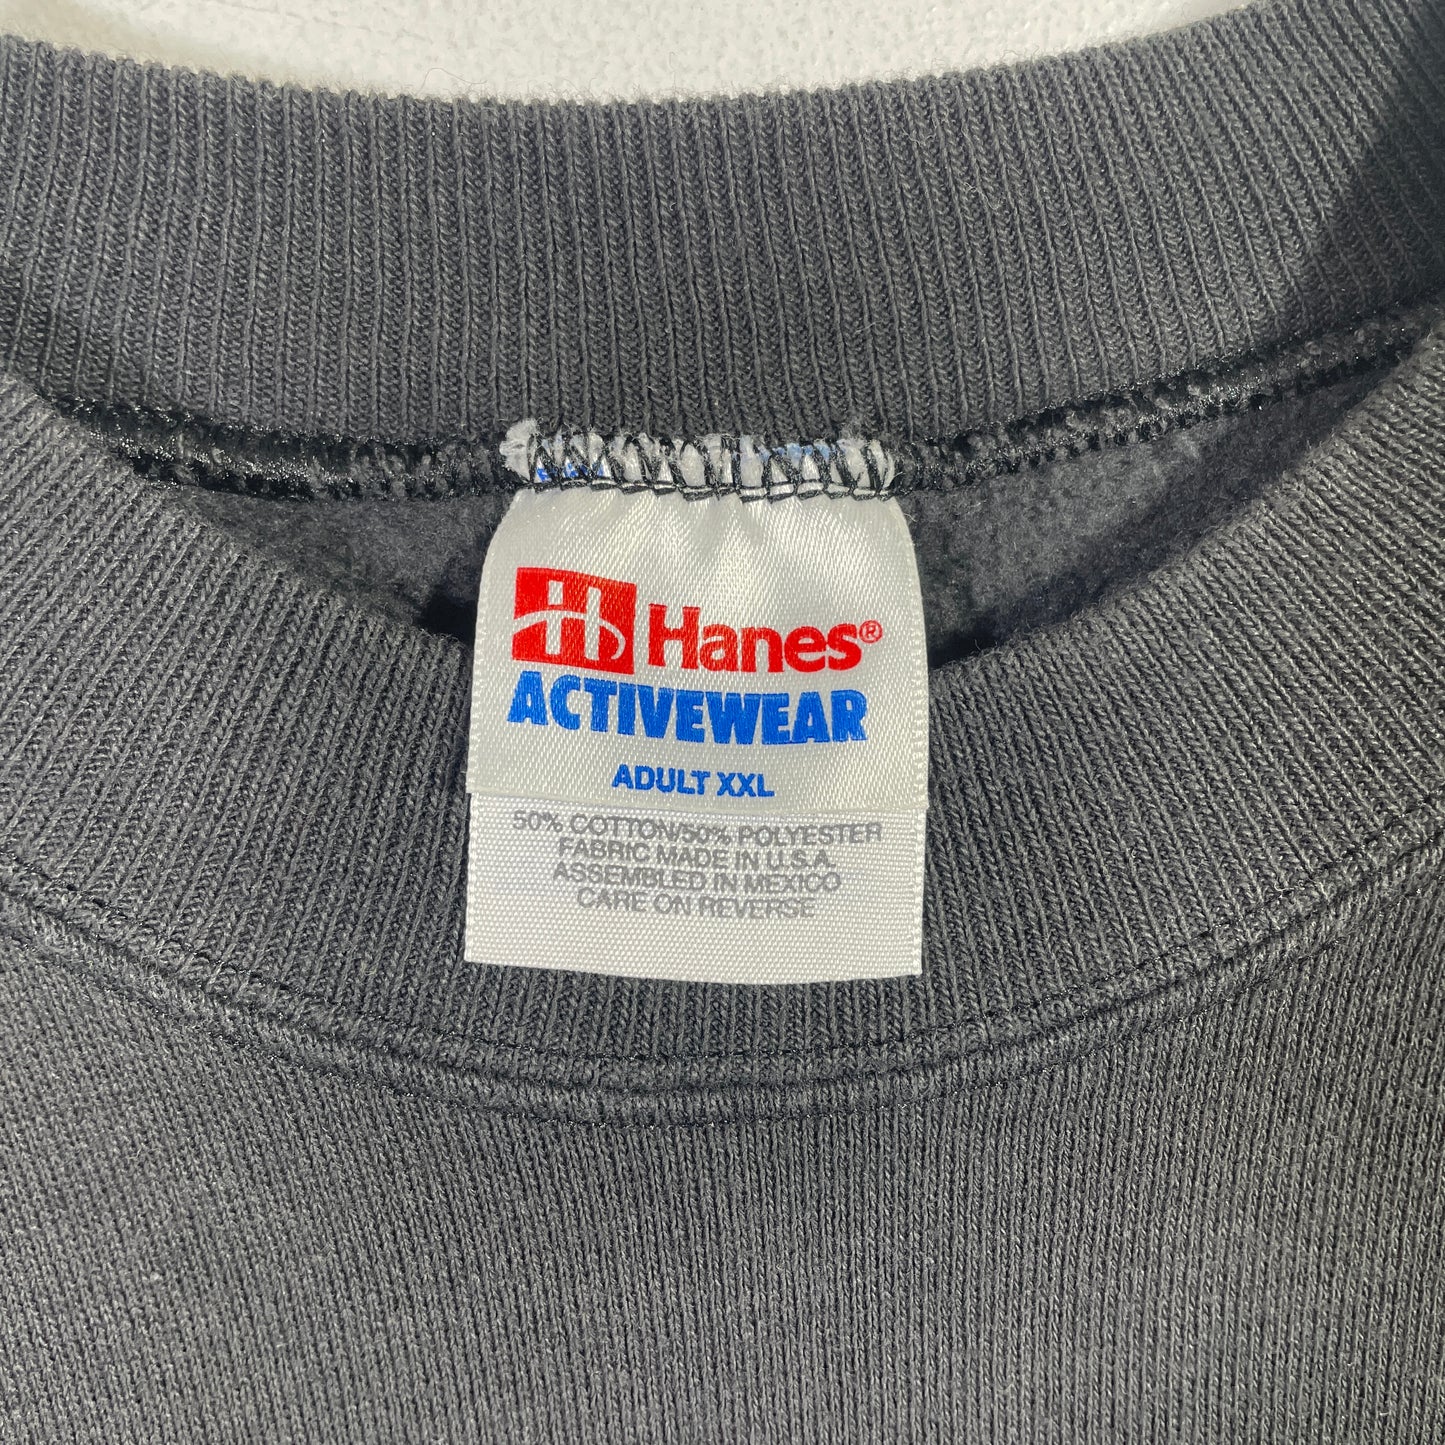 Hanes®
ACTIVEWEAR
ADULT XXL
50% COTTON/50% POLYESTER
FABRIC MADE IN U.S.A.
ASSEMBLED IN MEXICO
CARE ON REVERSE